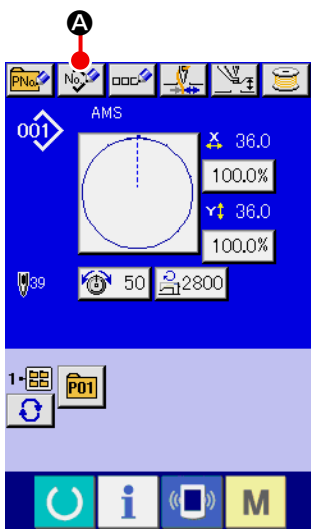 A
PNo. No.
AMS
001
X 36.0
100.0%
Y 36.0
100.0%
39 50 2800
1-
P01
i M